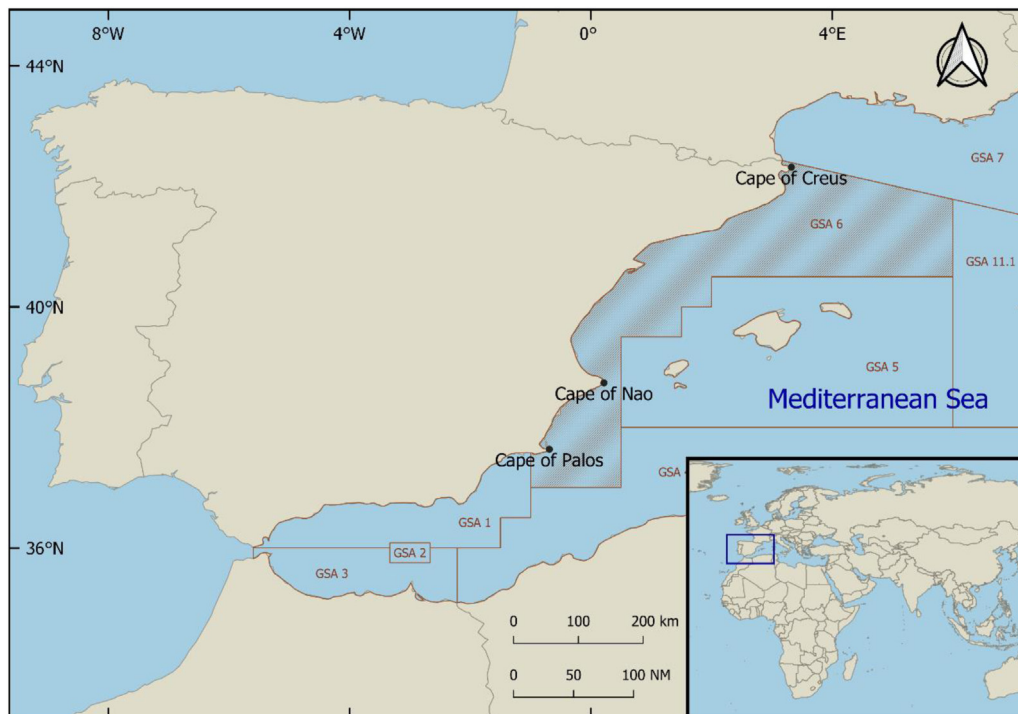 8°W 4°W 0° 4°E
44°N
GSA 7
Cape of Creus
GSA 6
GSA 11.1
40°N
GSA 5
Cape of Nao
Mediterranean Sea
Cape of Palos
GSA
GSA 1
36°N
GSA 2
GSA 3
0 100 200 km
0 50 100 NM